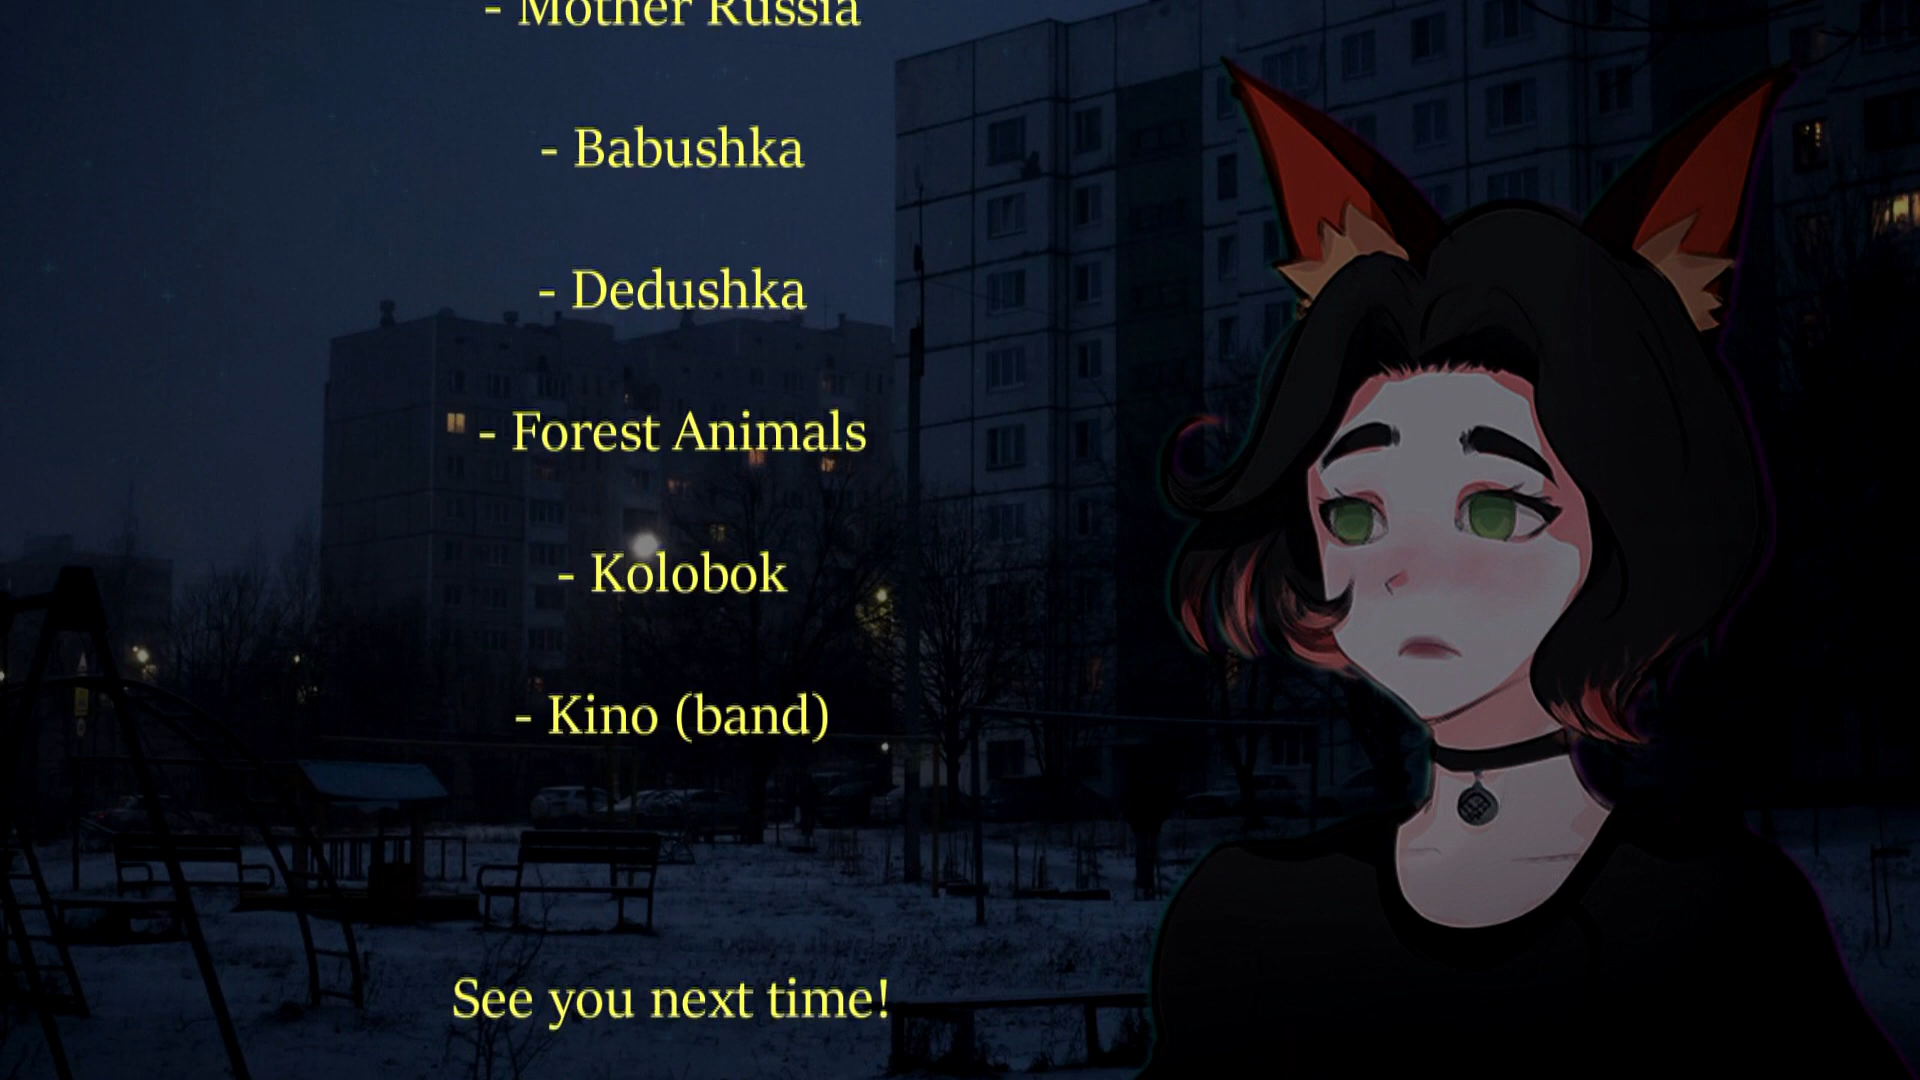 - Mother Russia
- Babushka
- Dedushka
- Forest Animals
- Kolobok
- Kino (band)
See you next time!